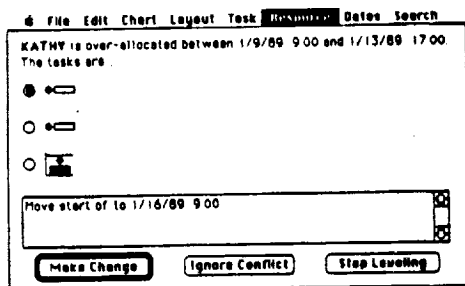 File Edit Chart Layout Task Resource Dates Search
KATHY is over-allocated between 1/9/89 9:00 and 1/13/89 17:00.
The tasks are:
Move start of to 1/16/89 9:00
Make Change Ignore Conflict Stop Leveling